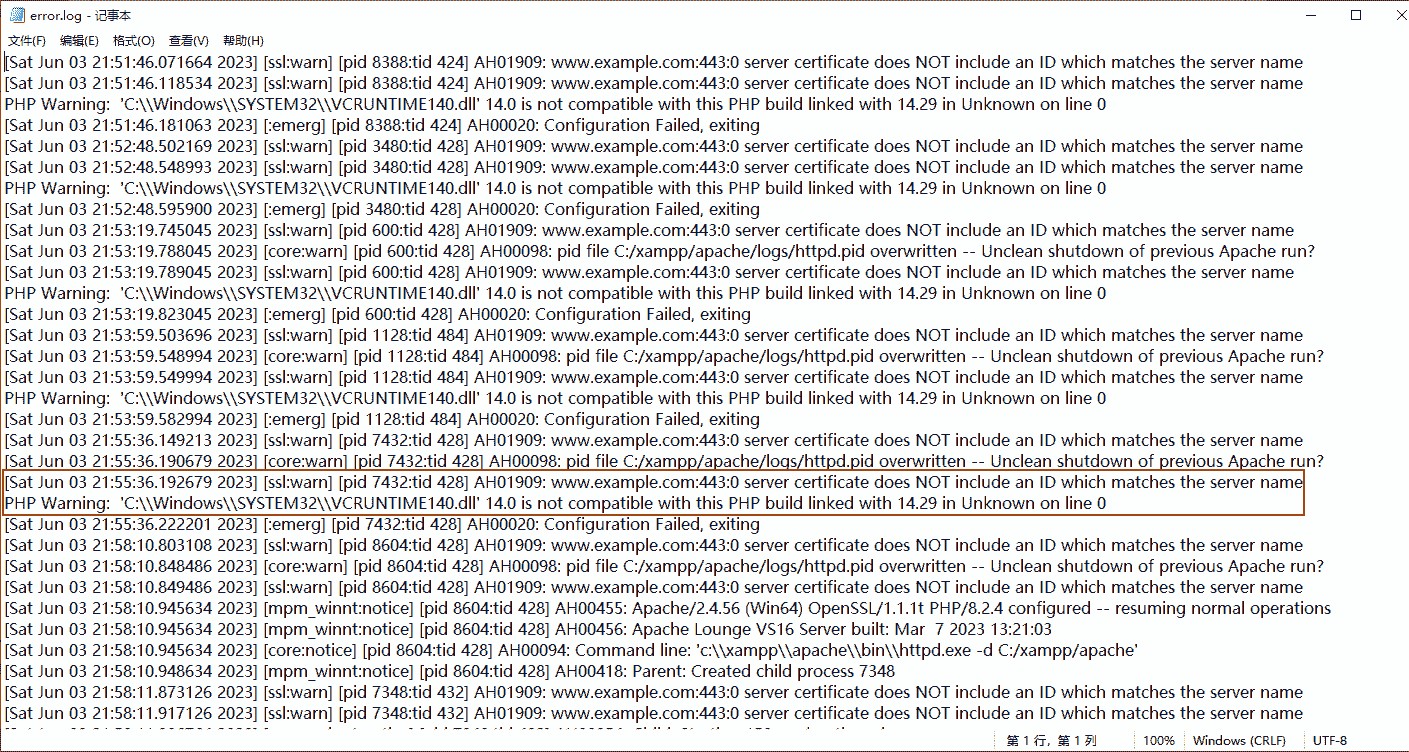 error.log - 记事本
文件(F) 编辑(E) 格式(O) 查看(V) 帮助(H)
[Sat Jun 03 21:51:46.071664 2023] [ssl:warn] [pid 8388:tid 424] AH01909: www.example.com:443:0 server certificate does NOT include an ID which matches the server name
[Sat Jun 03 21:51:46.118534 2023] [ssl:warn] [pid 8388:tid 424] AH01909: www.example.com:443:0 server certificate does NOT include an ID which matches the server name
PHP Warning:  'C:\\Windows\\SYSTEM32\\VCRUNTIME140.dll' 14.0 is not compatible with this PHP build linked with 14.29 in Unknown on line 0
[Sat Jun 03 21:51:46.181063 2023] [:emerg] [pid 8388:tid 424] AH00020: Configuration Failed, exiting
[Sat Jun 03 21:52:48.502169 2023] [ssl:warn] [pid 3480:tid 428] AH01909: www.example.com:443:0 server certificate does NOT include an ID which matches the server name
[Sat Jun 03 21:52:48.548993 2023] [ssl:warn] [pid 3480:tid 428] AH01909: www.example.com:443:0 server certificate does NOT include an ID which matches the server name
PHP Warning:  'C:\\Windows\\SYSTEM32\\VCRUNTIME140.dll' 14.0 is not compatible with this PHP build linked with 14.29 in Unknown on line 0
[Sat Jun 03 21:52:48.595900 2023] [:emerg] [pid 3480:tid 428] AH00020: Configuration Failed, exiting
[Sat Jun 03 21:53:19.745045 2023] [ssl:warn] [pid 600:tid 428] AH01909: www.example.com:443:0 server certificate does NOT include an ID which matches the server name
[Sat Jun 03 21:53:19.788045 2023] [core:warn] [pid 600:tid 428] AH00098: pid file C:/xampp/apache/logs/httpd.pid overwritten -- Unclean shutdown of previous Apache run?
[Sat Jun 03 21:53:19.789045 2023] [ssl:warn] [pid 600:tid 428] AH01909: www.example.com:443:0 server certificate does NOT include an ID which matches the server name
PHP Warning:  'C:\\Windows\\SYSTEM32\\VCRUNTIME140.dll' 14.0 is not compatible with this PHP build linked with 14.29 in Unknown on line 0
[Sat Jun 03 21:53:19.823045 2023] [:emerg] [pid 600:tid 428] AH00020: Configuration Failed, exiting
[Sat Jun 03 21:53:59.503696 2023] [ssl:warn] [pid 1128:tid 484] AH01909: www.example.com:443:0 server certificate does NOT include an ID which matches the server name
[Sat Jun 03 21:53:59.548994 2023] [core:warn] [pid 1128:tid 484] AH00098: pid file C:/xampp/apache/logs/httpd.pid overwritten -- Unclean shutdown of previous Apache run?
[Sat Jun 03 21:53:59.549994 2023] [ssl:warn] [pid 1128:tid 484] AH01909: www.example.com:443:0 server certificate does NOT include an ID which matches the server name
PHP Warning:  'C:\\Windows\\SYSTEM32\\VCRUNTIME140.dll' 14.0 is not compatible with this PHP build linked with 14.29 in Unknown on line 0
[Sat Jun 03 21:53:59.582994 2023] [:emerg] [pid 1128:tid 484] AH00020: Configuration Failed, exiting
[Sat Jun 03 21:55:36.149213 2023] [ssl:warn] [pid 7432:tid 428] AH01909: www.example.com:443:0 server certificate does NOT include an ID which matches the server name
[Sat Jun 03 21:55:36.190679 2023] [core:warn] [pid 7432:tid 428] AH00098: pid file C:/xampp/apache/logs/httpd.pid overwritten -- Unclean shutdown of previous Apache run?
[Sat Jun 03 21:55:36.192679 2023] [ssl:warn] [pid 7432:tid 428] AH01909: www.example.com:443:0 server certificate does NOT include an ID which matches the server name
PHP Warning:  'C:\\Windows\\SYSTEM32\\VCRUNTIME140.dll' 14.0 is not compatible with this PHP build linked with 14.29 in Unknown on line 0
[Sat Jun 03 21:55:36.222201 2023] [:emerg] [pid 7432:tid 428] AH00020: Configuration Failed, exiting
[Sat Jun 03 21:58:10.803108 2023] [ssl:warn] [pid 8604:tid 428] AH01909: www.example.com:443:0 server certificate does NOT include an ID which matches the server name
[Sat Jun 03 21:58:10.848486 2023] [core:warn] [pid 8604:tid 428] AH00098: pid file C:/xampp/apache/logs/httpd.pid overwritten -- Unclean shutdown of previous Apache run?
[Sat Jun 03 21:58:10.849486 2023] [ssl:warn] [pid 8604:tid 428] AH01909: www.example.com:443:0 server certificate does NOT include an ID which matches the server name
[Sat Jun 03 21:58:10.945634 2023] [mpm_winnt:notice] [pid 8604:tid 428] AH00455: Apache/2.4.56 (Win64) OpenSSL/1.1.1t PHP/8.2.4 configured -- resuming normal operations
[Sat Jun 03 21:58:10.945634 2023] [mpm_winnt:notice] [pid 8604:tid 428] AH00456: Apache Lounge VS16 Server built: Mar  7 2023 13:21:03
[Sat Jun 03 21:58:10.945634 2023] [core:notice] [pid 8604:tid 428] AH00094: Command line: 'c:\\xampp\\apache\\bin\\httpd.exe -d C:/xampp/apache'
[Sat Jun 03 21:58:10.948634 2023] [mpm_winnt:notice] [pid 8604:tid 428] AH00418: Parent: Created child process 7348
[Sat Jun 03 21:58:11.873126 2023] [ssl:warn] [pid 7348:tid 432] AH01909: www.example.com:443:0 server certificate does NOT include an ID which matches the server name
[Sat Jun 03 21:58:11.917126 2023] [ssl:warn] [pid 7348:tid 432] AH01909: www.example.com:443:0 server certificate does NOT include an ID which matches the server name
第 1 行，第 1 列 100% Windows (CRLF) UTF-8